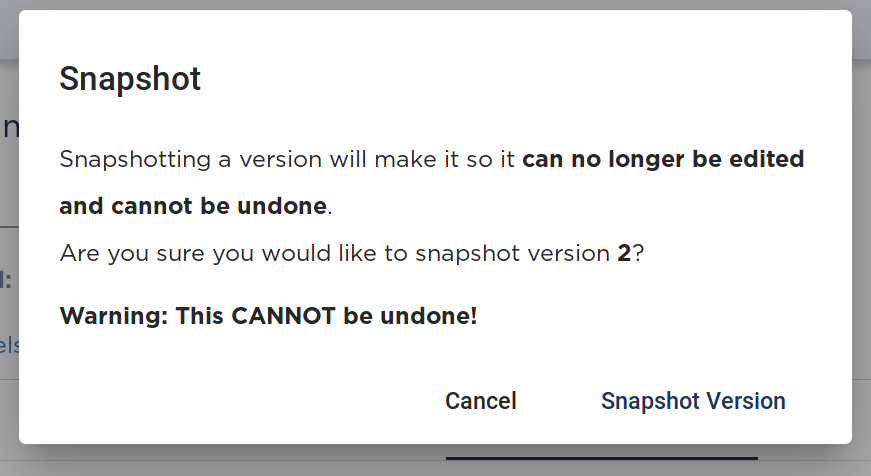 Snapshot
Snapshotting a version will make it so it can no longer be edited
and cannot be undone.
Are you sure you would like to snapshot version 2?
Warning: This CANNOT be undone!
Cancel
Snapshot Version